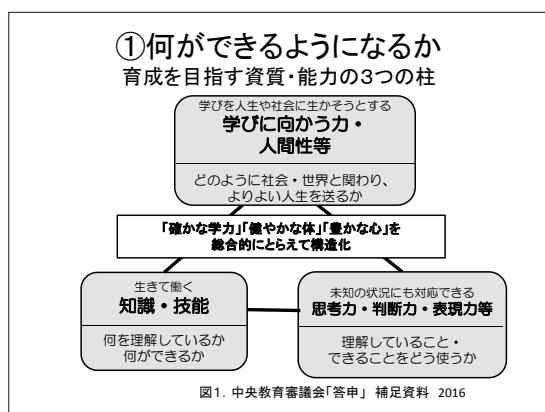 ①何ができるようになるか
育成を目指す資質・能力の3つの柱
学びを人生や社会に生かそうとする
学びに向かう力・
人間性等
どのように社会・世界と関わり、
よりよい人生を送るか
「確かな学力」「健やかな体」「豊かな心」を
総合的にとらえて構造化
生きて働く
知識・技能
何を理解しているか
何ができるか
未知の状況にも対応できる
思考力・判断力・表現力等
理解していること・
できることをどう使うか
図1. 中央教育審議会「答申」 補足資料 2016